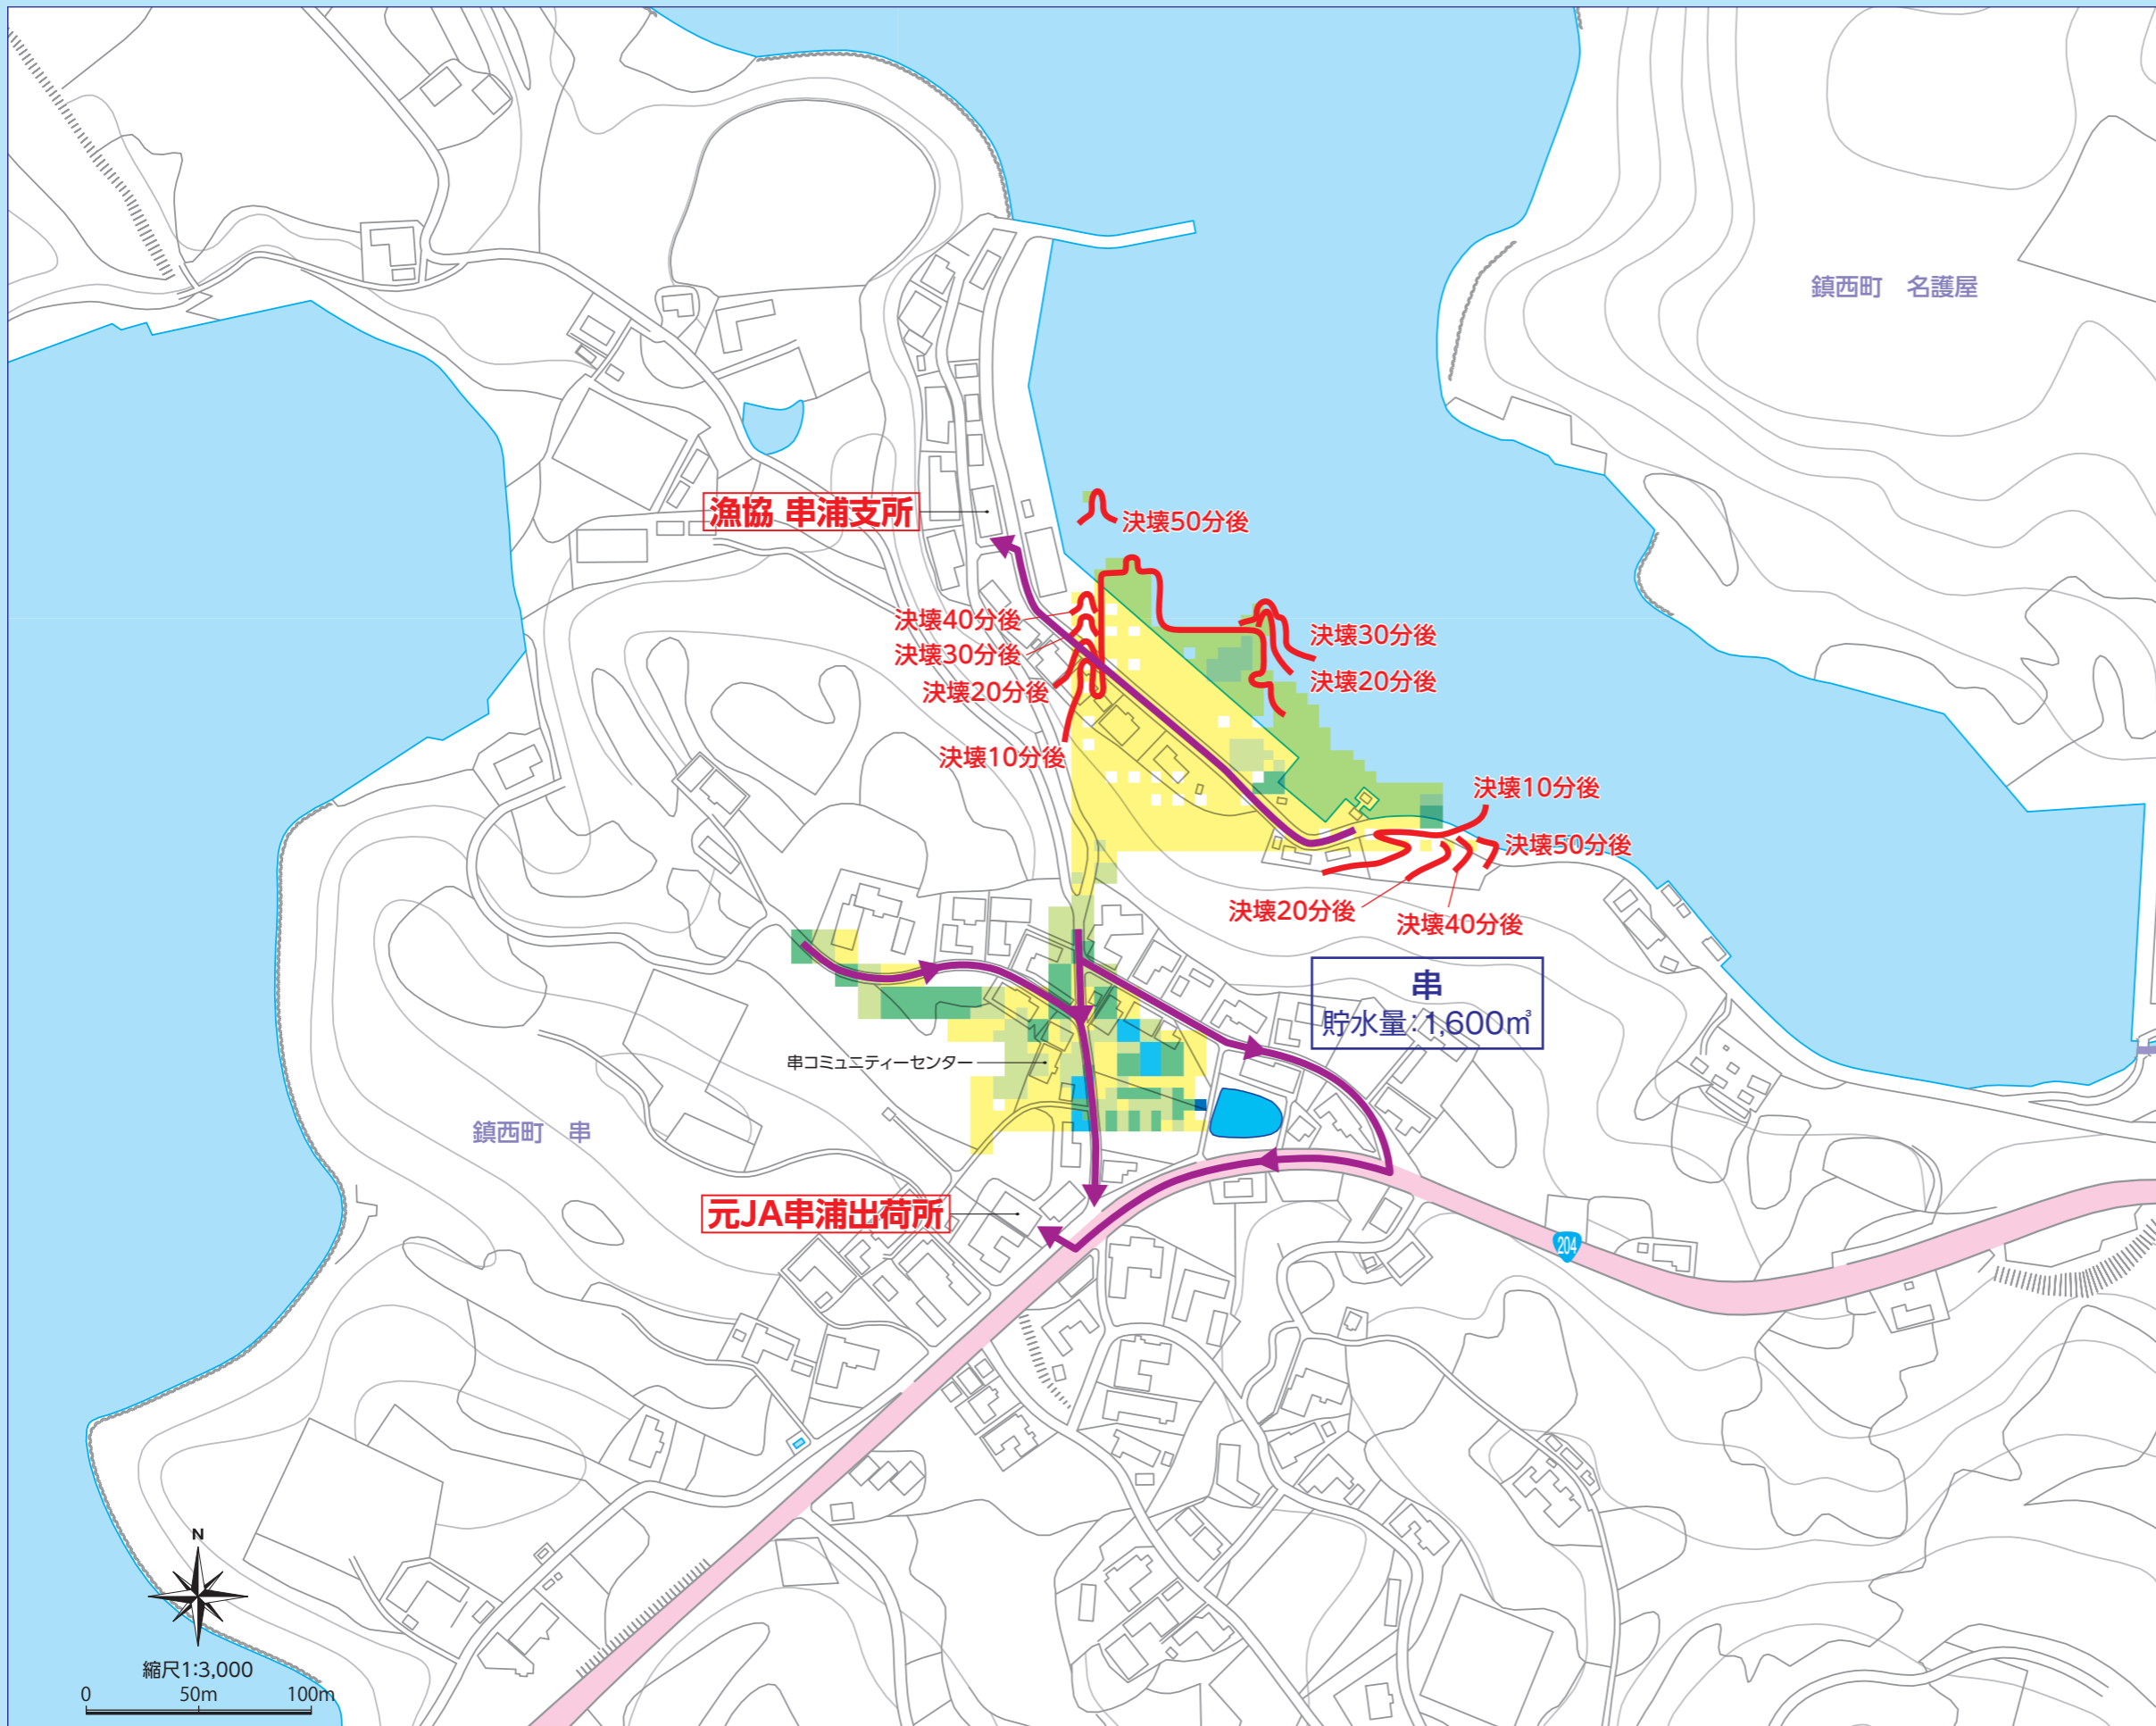 鎮西町 名護屋
漁協 串浦支所
決壊50分後
決壊40分後
決壊30分後
決壊30分後
決壊20分後
決壊20分後
決壊10分後
決壊10分後
決壊50分後
決壊20分後
決壊40分後
串
貯水量:1,600㎥
串コミュニティーセンター
鎮西町 串
元JA串浦出荷所
204
N
縮尺1:3,000
0 50m 100m